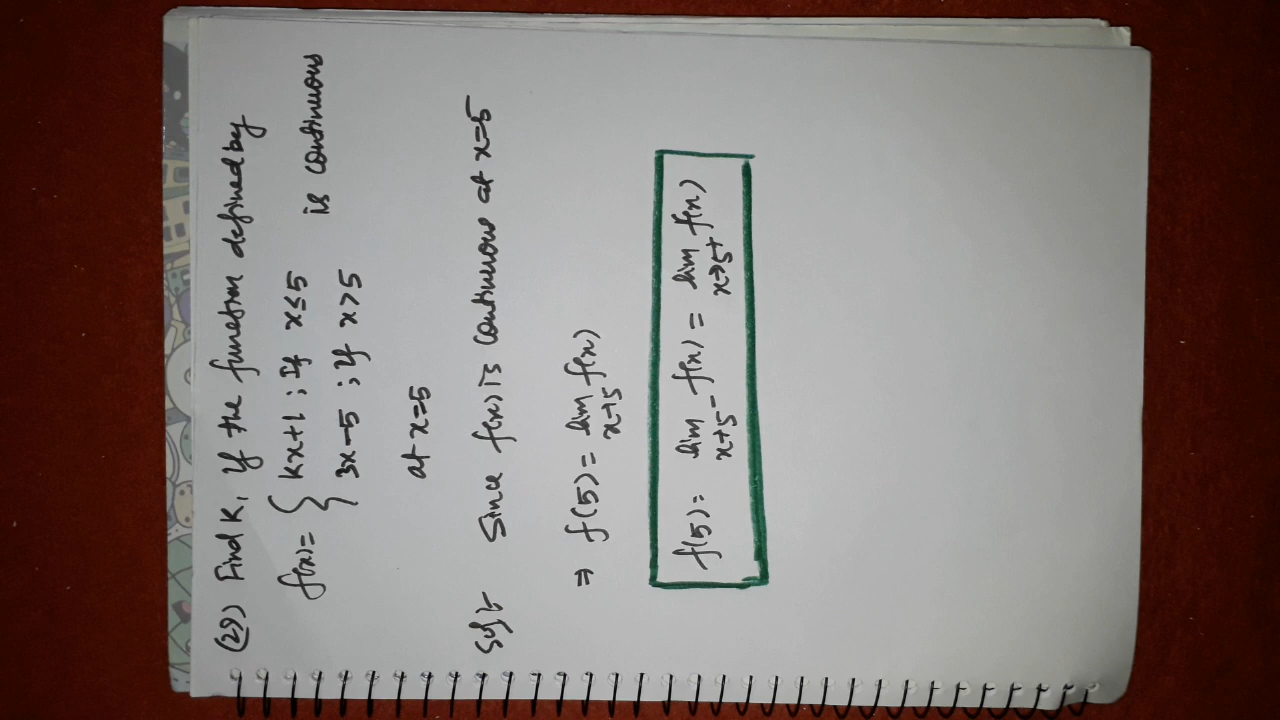 (29) Find K, if the function defined by
f(x) = { Kx+1 ; If x≤5
3x-5 ; if x>5 is continuous
at x=5
Sol:- Since f(x) is continuous at x=5
⇒ f(5) = lim x→5 f(x)
f(5) = lim x→5⁻ f(x) = lim x→5+ f(x)